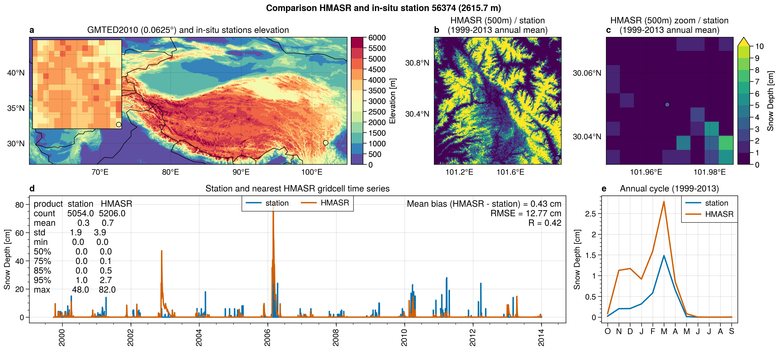 Comparison HMASR and in-situ station 56374 (2615.7 m)
a GMTED2010 (0.0625°) and in-situ stations elevation
40°N
35°N
30°N
70°E 80°E 90°E 100°E
6000
5500
5000
4500
4000
3500
3000
2500
2000
1500
1000
500
0
Elevation [m]
b HMASR (500m) / station
(1999-2013 annual mean)
30.8°N
30.4°N
101.2°E 101.6°E
c HMASR (500m) zoom / station
(1999-2013 annual mean)
30.06°N
30.04°N
101.96°E 101.98°E
10
9
8
7
6
5
4
3
2
1
0
Snow Depth [cm]
d Station and nearest HMASR gridcell time series
product station HMASR
count 5054.0 5206.0
mean 0.3 0.7
std 1.9 3.9
min 0.0 0.0
50% 0.0 0.0
75% 0.0 0.1
85% 0.0 0.5
95% 1.0 2.7
max 48.0 82.0
station HMASR
Mean bias (HMASR - station) = 0.43 cm
RMSE = 12.77 cm
R = 0.42
Snow Depth [cm]
80
60
40
20
0
2000 2002 2004 2006 2008 2010 2012 2014
e Annual cycle (1999-2013)
station
HMASR
Snow Depth [cm]
2.5
2.0
1.5
1.0
0.5
0.0
O N D J F M A M J J A S